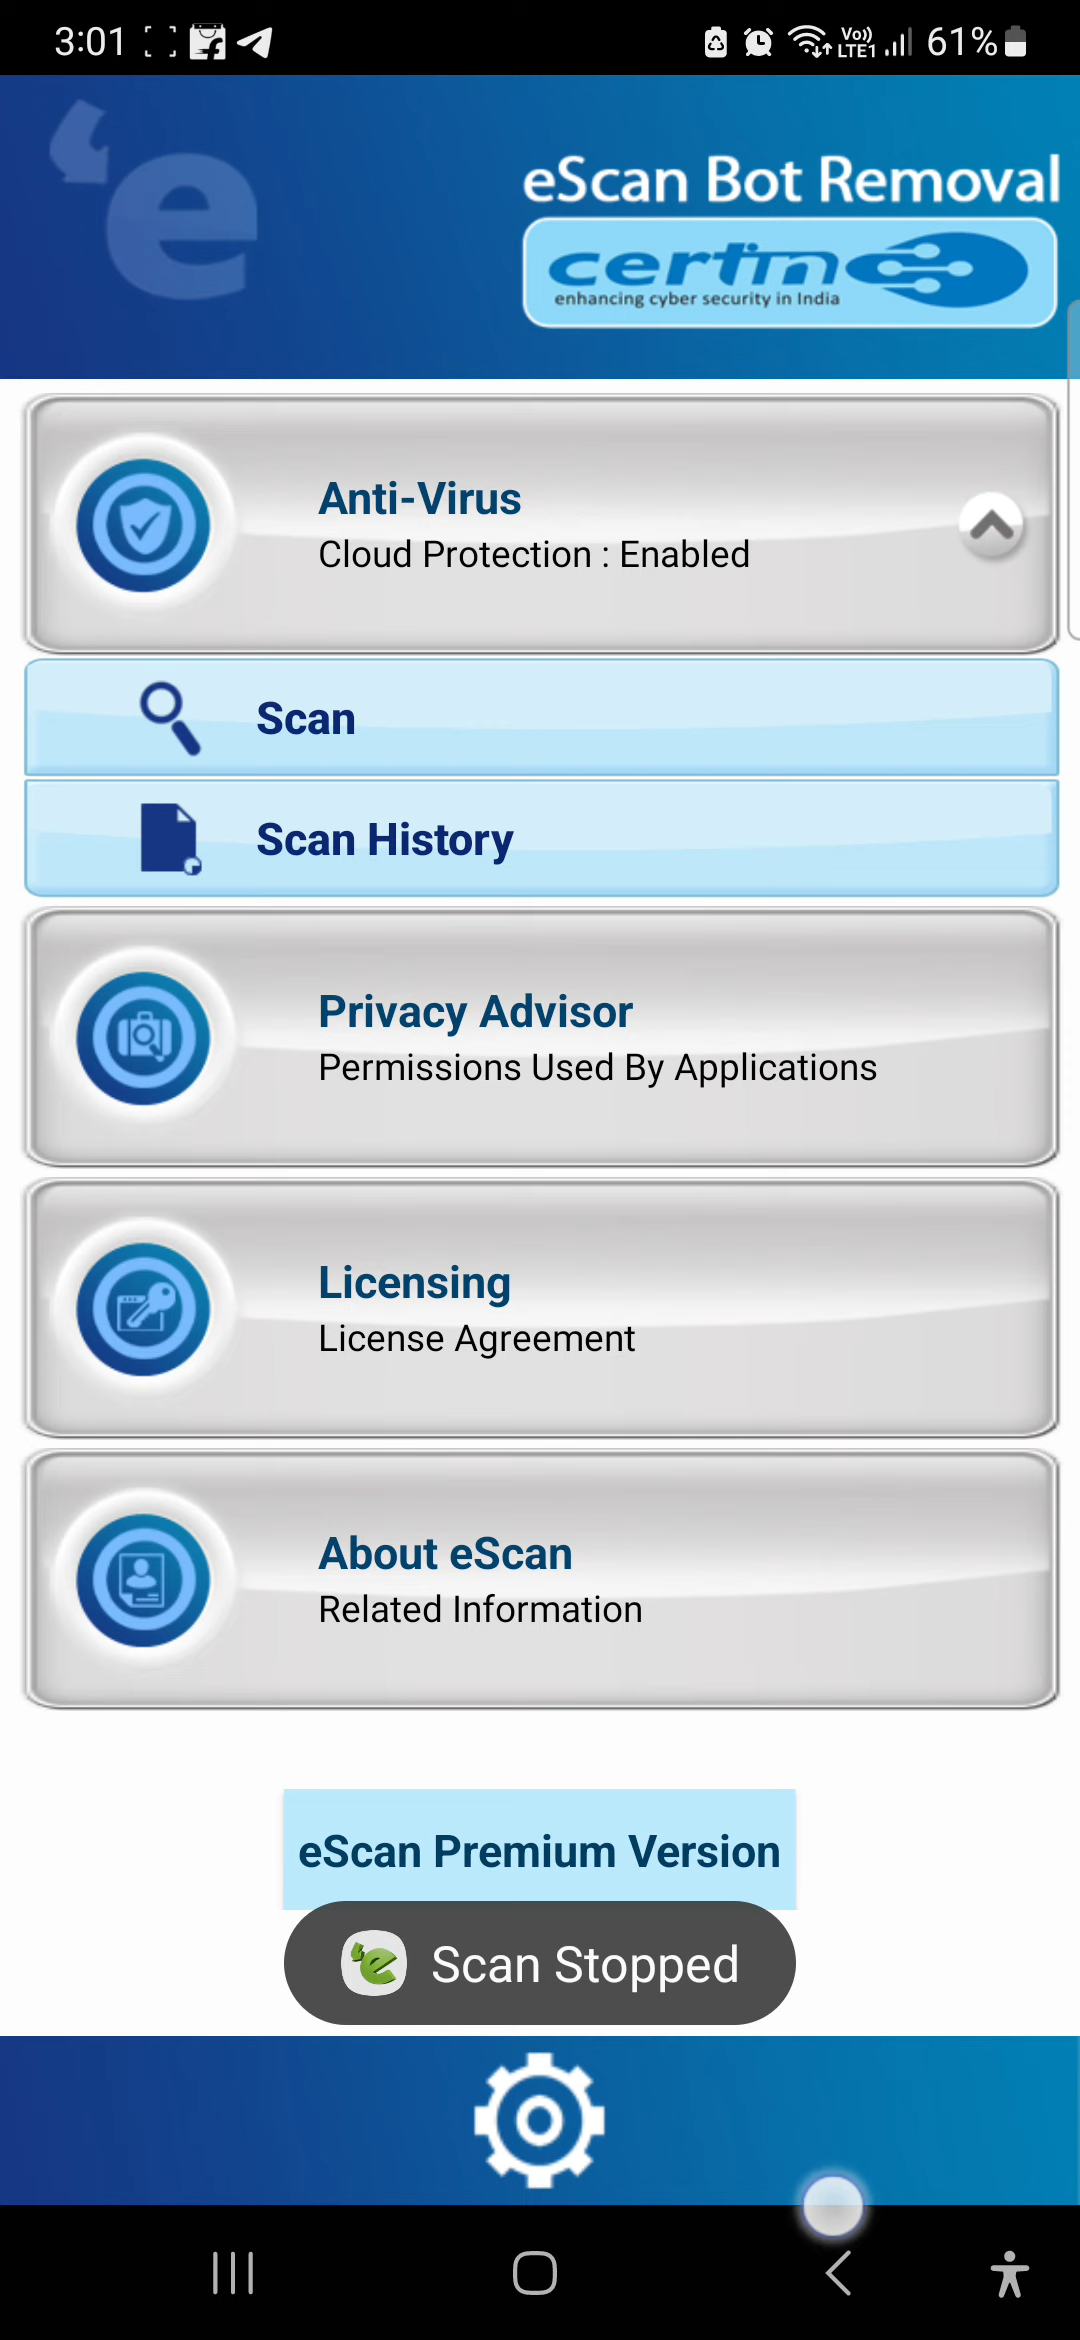 3:01
Vo)) LTE1 61%
eScan Bot Removal
certin
enhancing cyber security in India
Anti-Virus
Cloud Protection : Enabled
Scan
Scan History
Privacy Advisor
Permissions Used By Applications
Licensing
License Agreement
About eScan
Related Information
eScan Premium Version
Scan Stopped